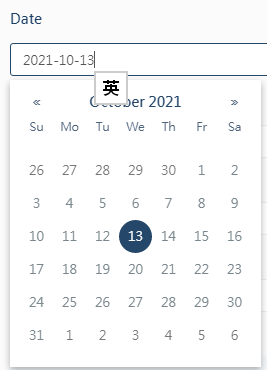 Date
2021-10-13
英
« October 2021 »
Su Mo Tu We Th Fr Sa
26 27 28 29 30 1 2
3 4 5 6 7 8 9
10 11 12 13 14 15 16
17 18 19 20 21 22 23
24 25 26 27 28 29 30
31 1 2 3 4 5 6